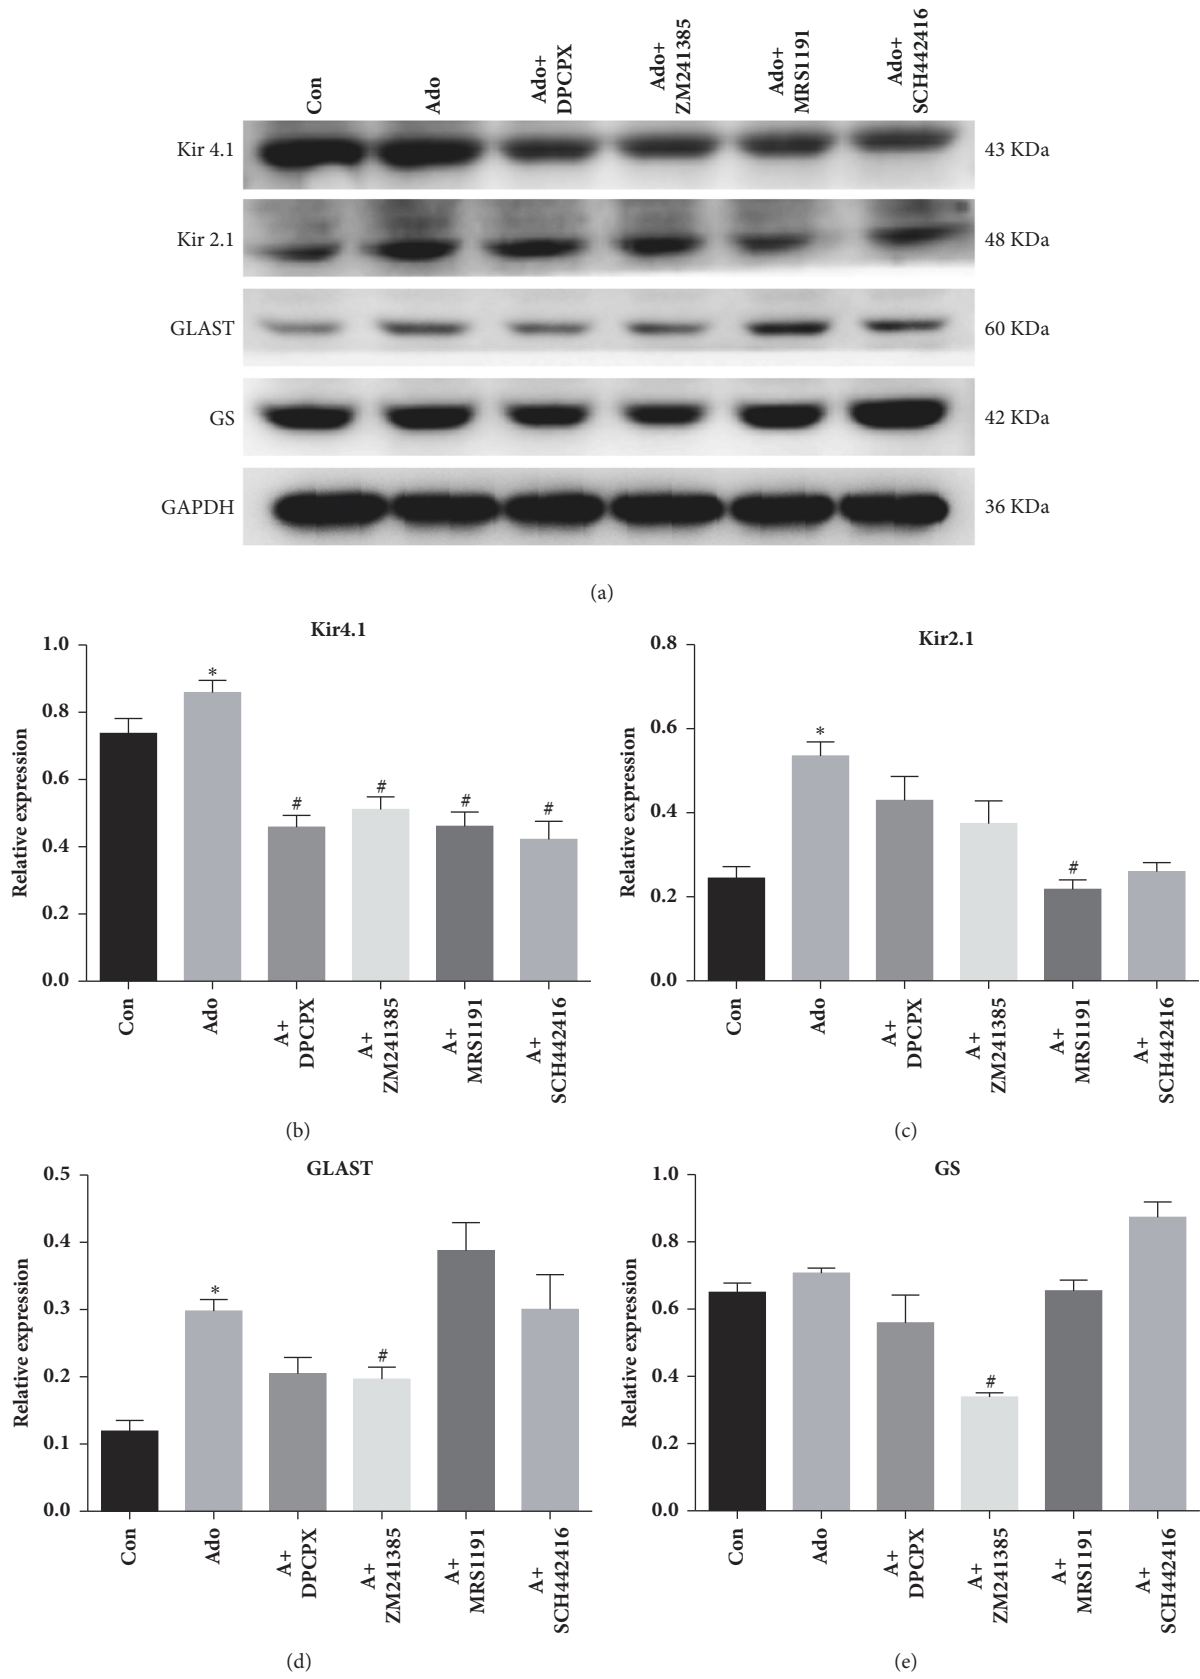 Con
Ado
Ado+
DPCPX
Ado+
ZM241385
Ado+
MRS1191
Ado+
SCH442416
Kir 4.1
43 KDa
Kir 2.1
48 KDa
GLAST
60 KDa
GS
42 KDa
GAPDH
36 KDa
(a)
Kir4.1
Relative expression
1.0
0.8
0.6
0.4
0.2
0.0
*
#
#
#
#
Con
Ado
A+
DPCPX
A+
ZM241385
A+
MRS1191
A+
SCH442416
(b)
Kir2.1
Relative expression
0.8
0.6
0.4
0.2
0.0
*
#
Con
Ado
A+
DPCPX
A+
ZM241385
A+
MRS1191
A+
SCH442416
(c)
GLAST
Relative expression
0.5
0.4
0.3
0.2
0.1
0.0
*
#
Con
Ado
A+
DPCPX
A+
ZM241385
A+
MRS1191
A+
SCH442416
(d)
GS
Relative expression
1.0
0.8
0.6
0.4
0.2
0.0
#
Con
Ado
A+
DPCPX
A+
ZM241385
A+
MRS1191
A+
SCH442416
(e)